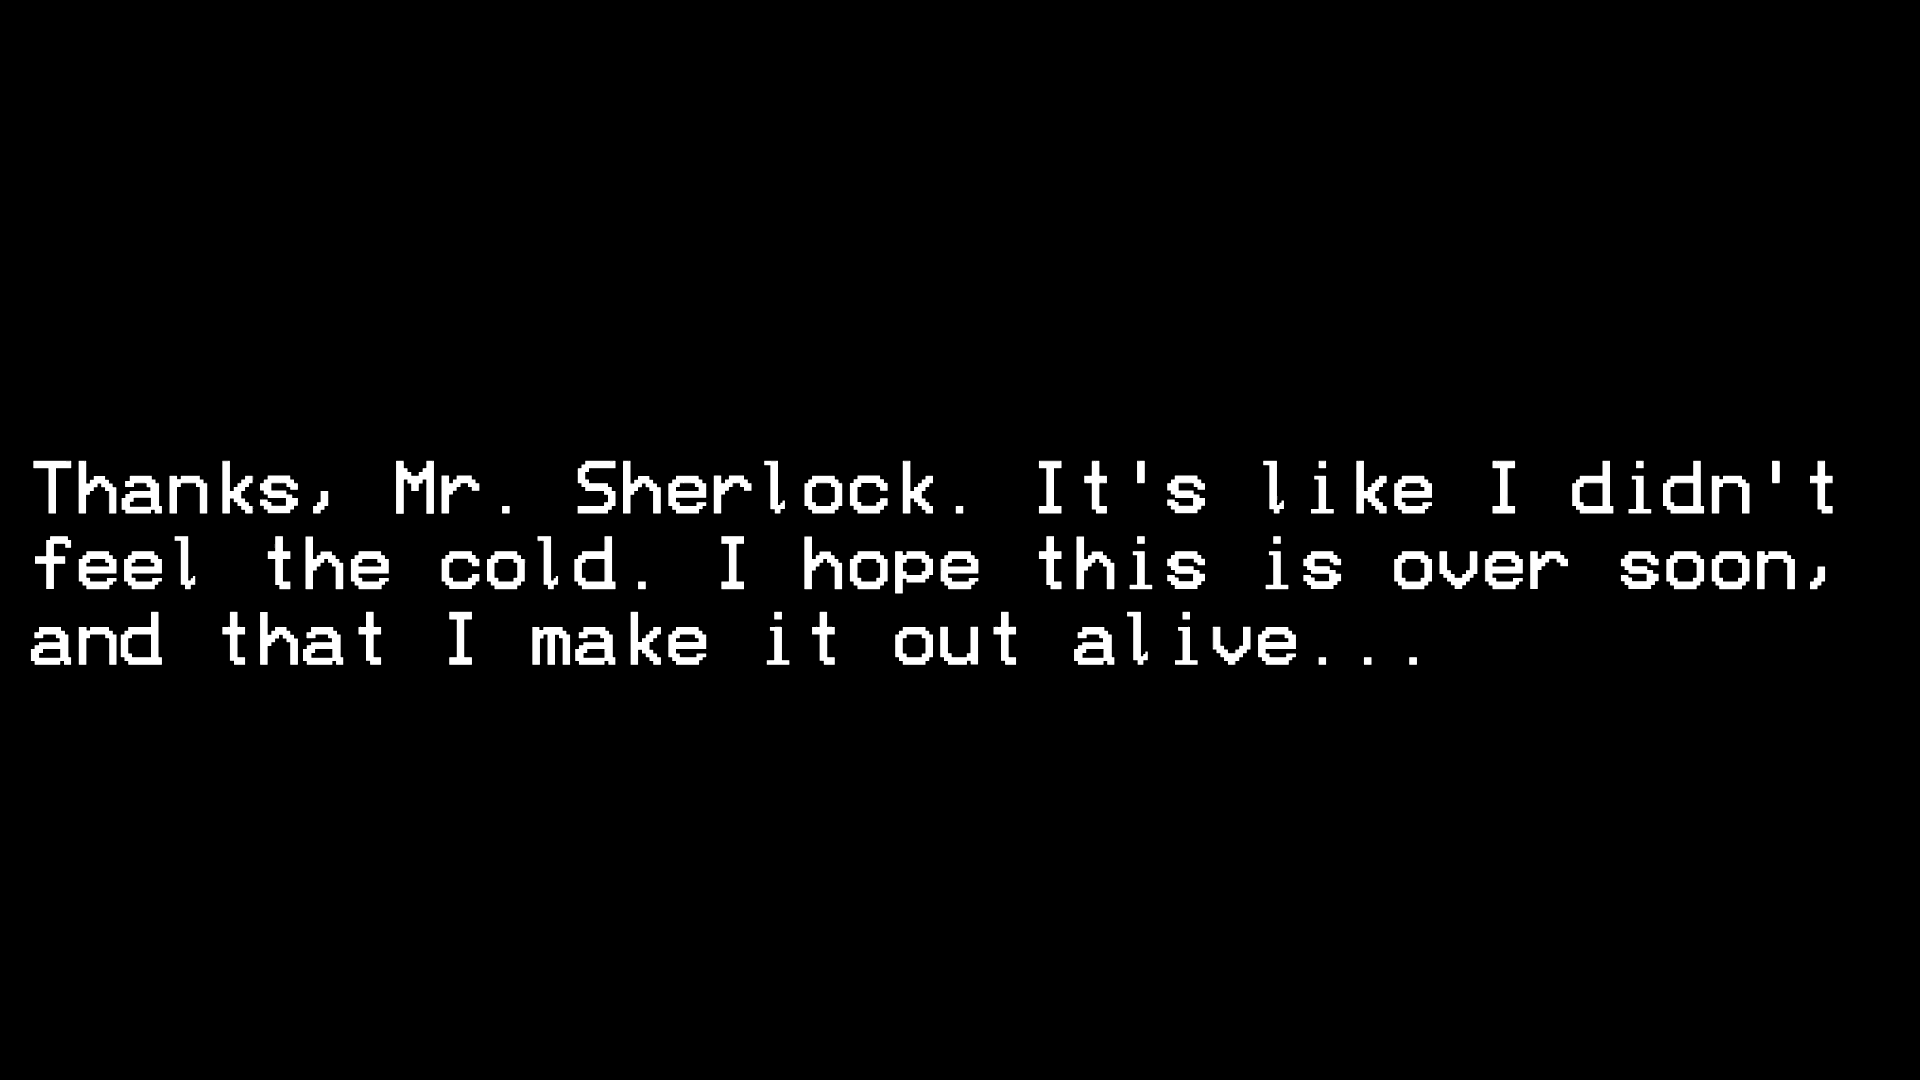 Thanks, Mr. Sherlock. It's like I didn't
feel the cold. I hope this is over soon,
and that I make it out alive...